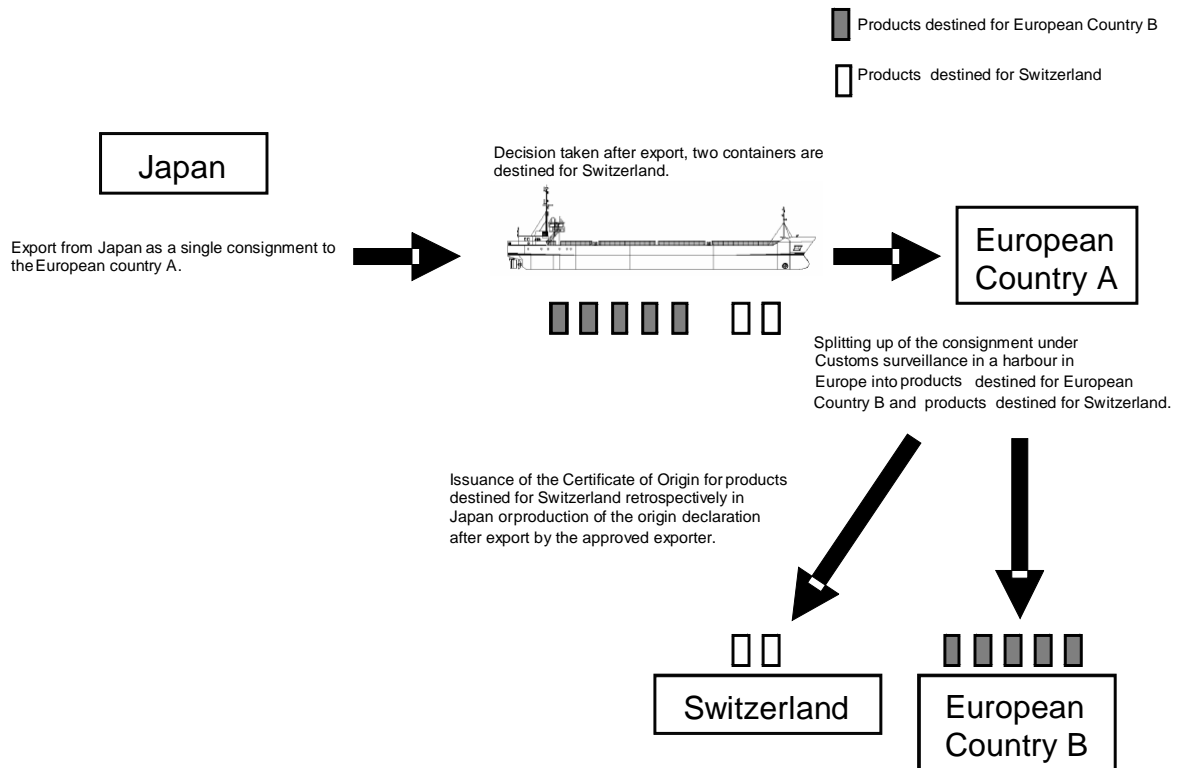 Products destined for European Country B
Products destined for Switzerland
Japan
Decision taken after export, two containers are
destined for Switzerland.
Export from Japan as a single consignment to
the European country A.
European
Country A
Splitting up of the consignment under
Customs surveillance in a harbour in
Europe into products destined for European
Country B and products destined for Switzerland.
Issuance of the Certificate of Origin for products
destined for Switzerland retrospectively in
Japan orproduction of the origin declaration
after export by the approved exporter.
Switzerland
European
Country B